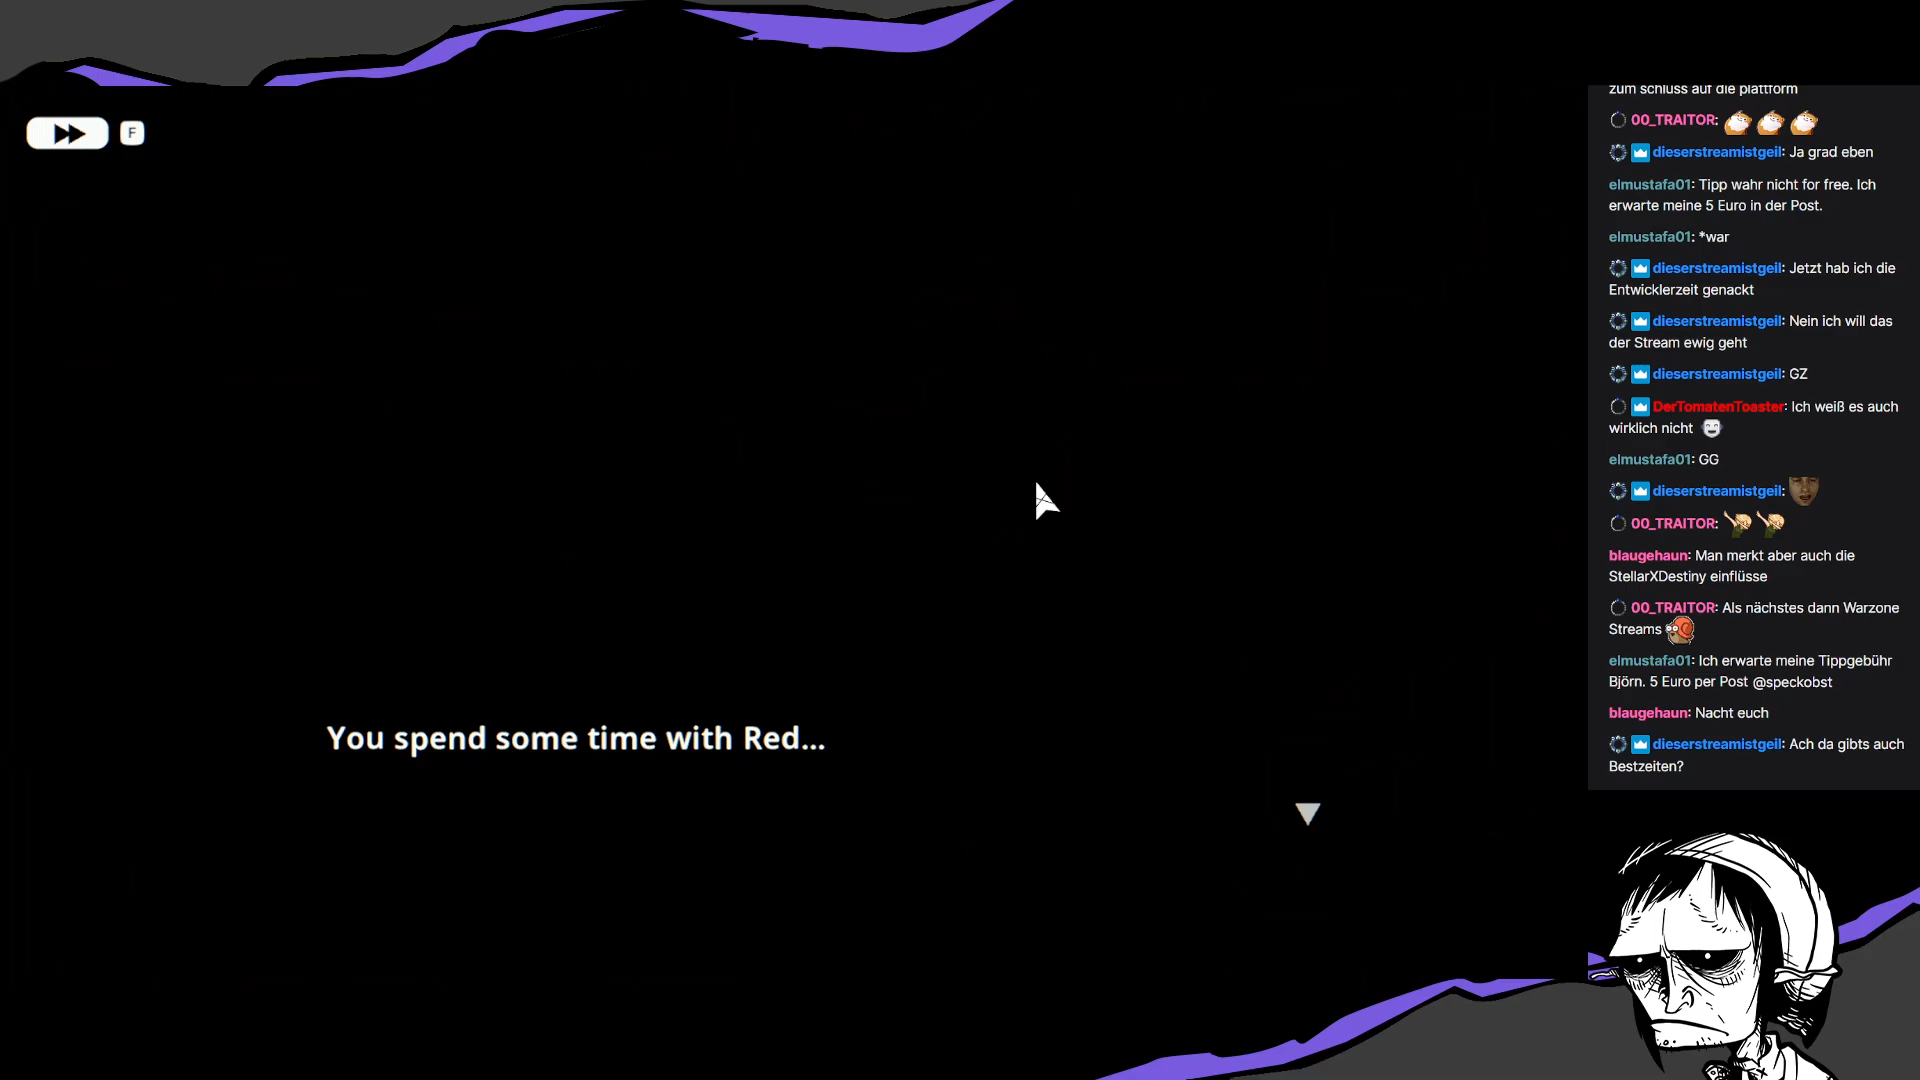 F
You spend some time with Red...
zum schluss auf die plattform
00_TRAITOR:
dieserstreamistgeil: Ja grad eben
elmustafa01: Tipp wahr nicht for free. Ich
erwarte meine 5 Euro in der Post.
elmustafa01: *war
dieserstreamistgeil: Jetzt hab ich die
Entwicklerzeit genackt
dieserstreamistgeil: Nein ich will das
der Stream ewig geht
dieserstreamistgeil: GZ
DerTomatenToaster: Ich weiß es auch
wirklich nicht
elmustafa01: GG
dieserstreamistgeil:
00_TRAITOR:
blaugehaun: Man merkt aber auch die
StellarXDestiny einflüsse
00_TRAITOR: Als nächstes dann Warzone
Streams
elmustafa01: Ich erwarte meine Tippgebühr
Björn. 5 Euro per Post @speckobst
blaugehaun: Nacht euch
dieserstreamistgeil: Ach da gibts auch
Bestzeiten?